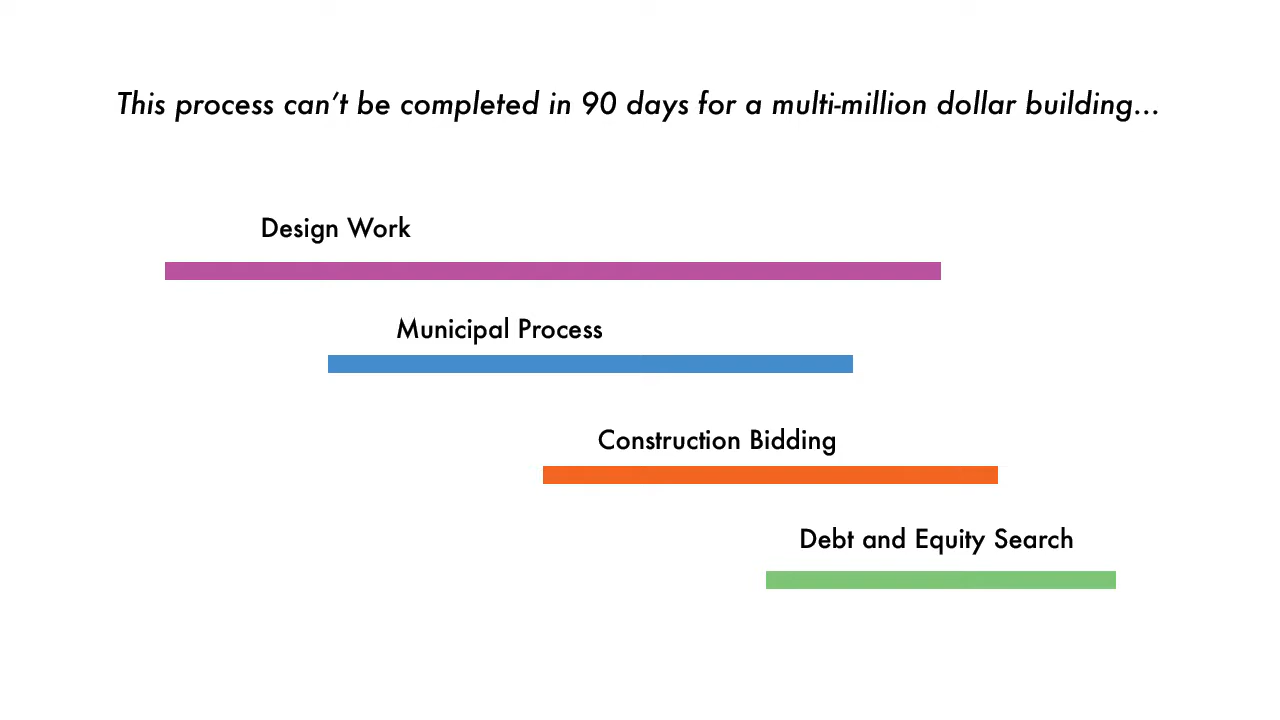 This process can’t be completed in 90 days for a multi-million dollar building...
Design Work
Municipal Process
Construction Bidding
Debt and Equity Search